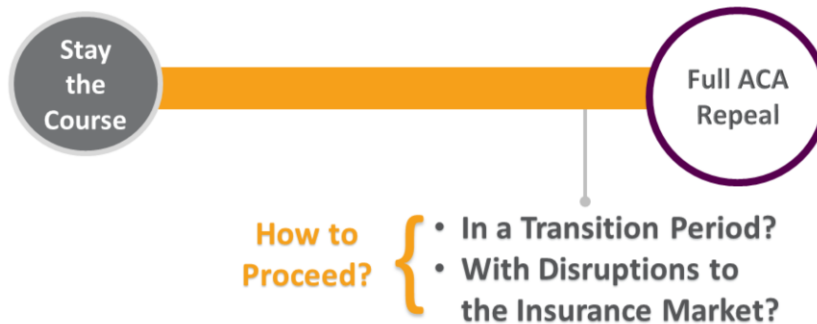 Stay
the
Course
Full ACA
Repeal
How to
Proceed?
• In a Transition Period?
• With Disruptions to
the Insurance Market?